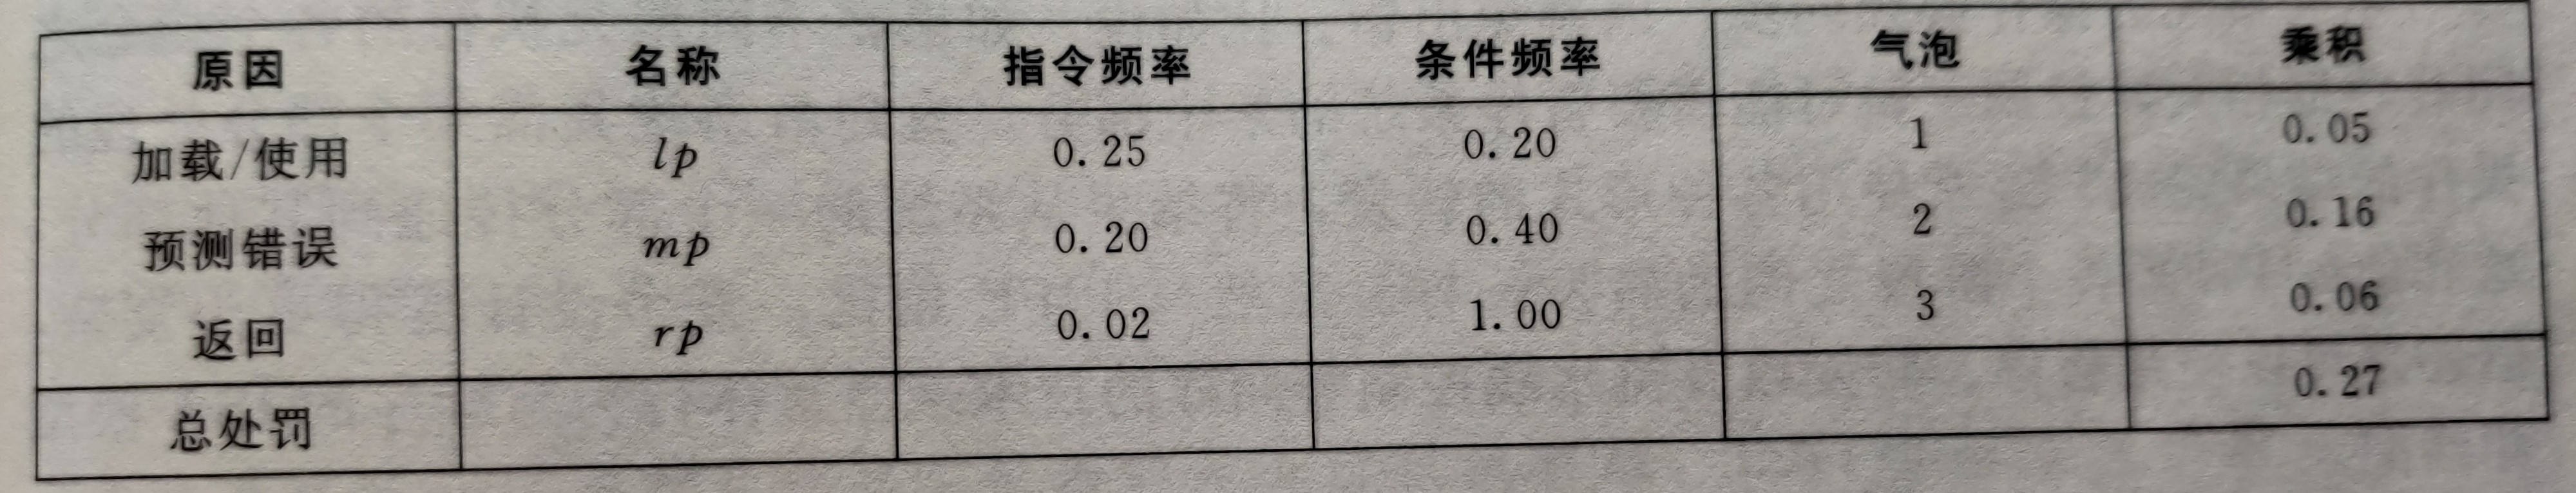 原因 名称 指令频率 条件频率 气泡 乘积
加载/使用 lp 0.25 0.20 1 0.05
预测错误 mp 0.20 0.40 2 0.16
返回 rp 0.02 1.00 3 0.06
总处罚 0.27